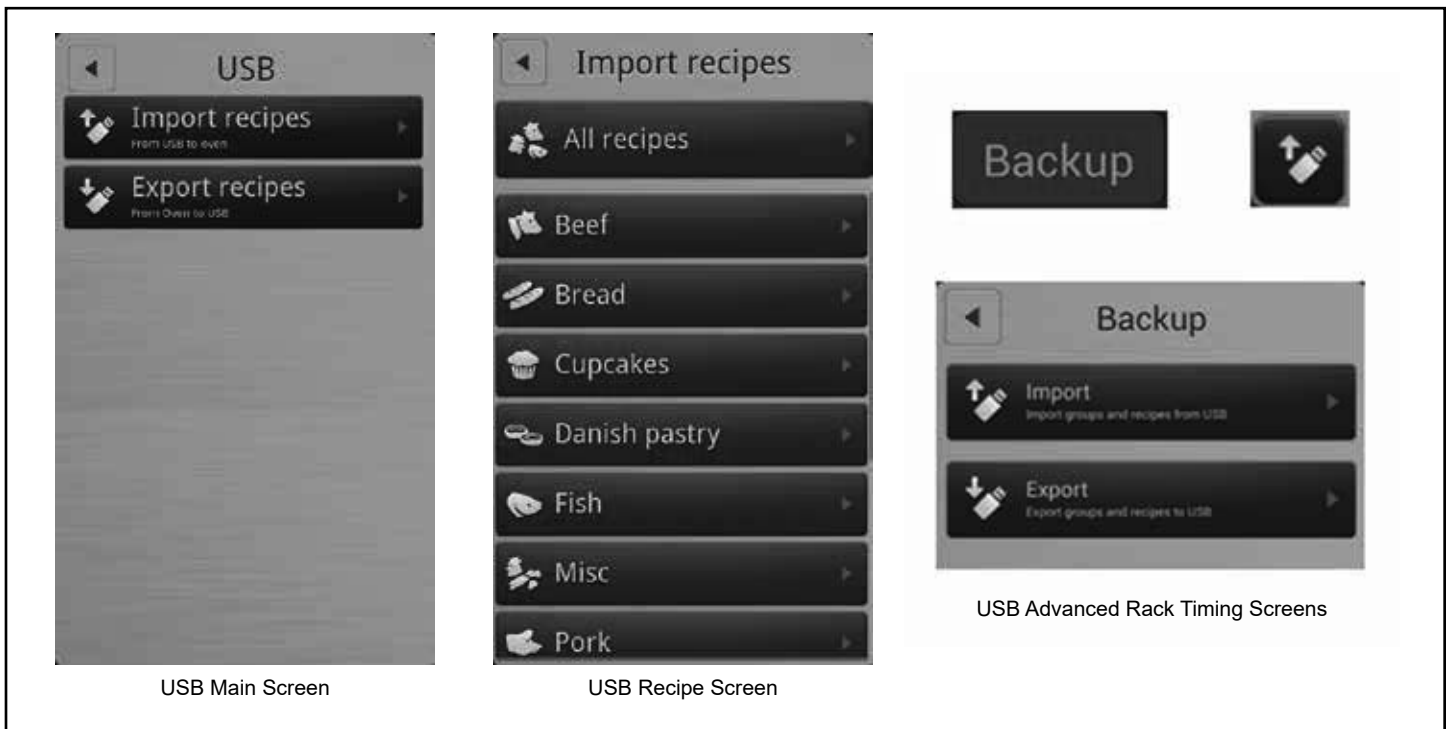 USB
Import recipes
From USB to oven
Export recipes
From Oven to USB
USB Main Screen
Import recipes
All recipes
Beef
Bread
Cupcakes
Danish pastry
Fish
Misc
Pork
USB Recipe Screen
Backup
Backup
Import
Import groups and recipes from USB
Export
Export groups and recipes to USB
USB Advanced Rack Timing Screens